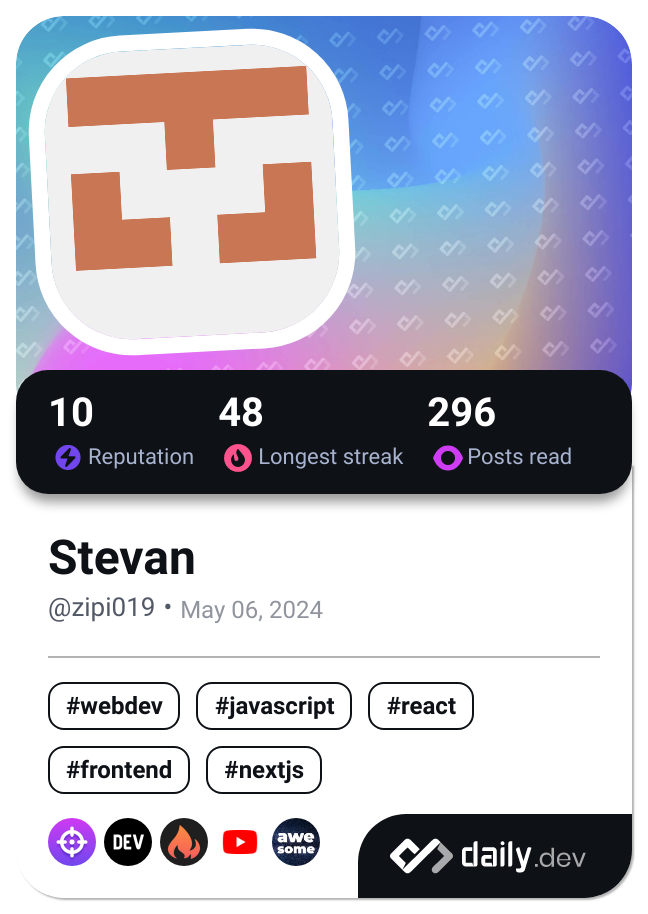 10 48 296
Reputation Longest streak Posts read
Stevan
@zipi019 • May 06, 2024
#webdev #javascript #react
#frontend #nextjs
DEV awe
some
daily.dev